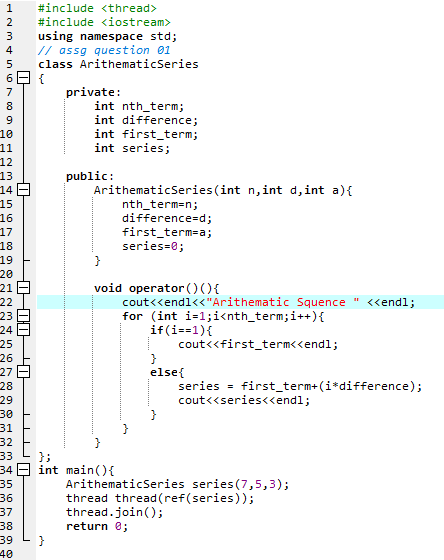 1 #include <thread>
2 #include <iostream>
3 using namespace std;
4 // assg question 01
5 class ArithematicSeries
6 {
7 private:
8 int nth_term;
9 int difference;
10 int first_term;
11 int series;
12
13 public:
14 ArithematicSeries(int n,int d,int a){
15 nth_term=n;
16 difference=d;
17 first_term=a;
18 series=0;
19 }
20
21 void operator()(){
22 cout<<endl<<"Arithematic Squence " <<endl;
23 for (int i=1;i<nth_term;i++){
24 if(i==1){
25 cout<<first_term<<endl;
26 }
27 else{
28 series = first_term+(i*difference);
29 cout<<series<<endl;
30 }
31 }
32 }
33 };
34 int main(){
35 ArithematicSeries series(7,5,3);
36 thread thread(ref(series));
37 thread.join();
38 return 0;
39 }
40